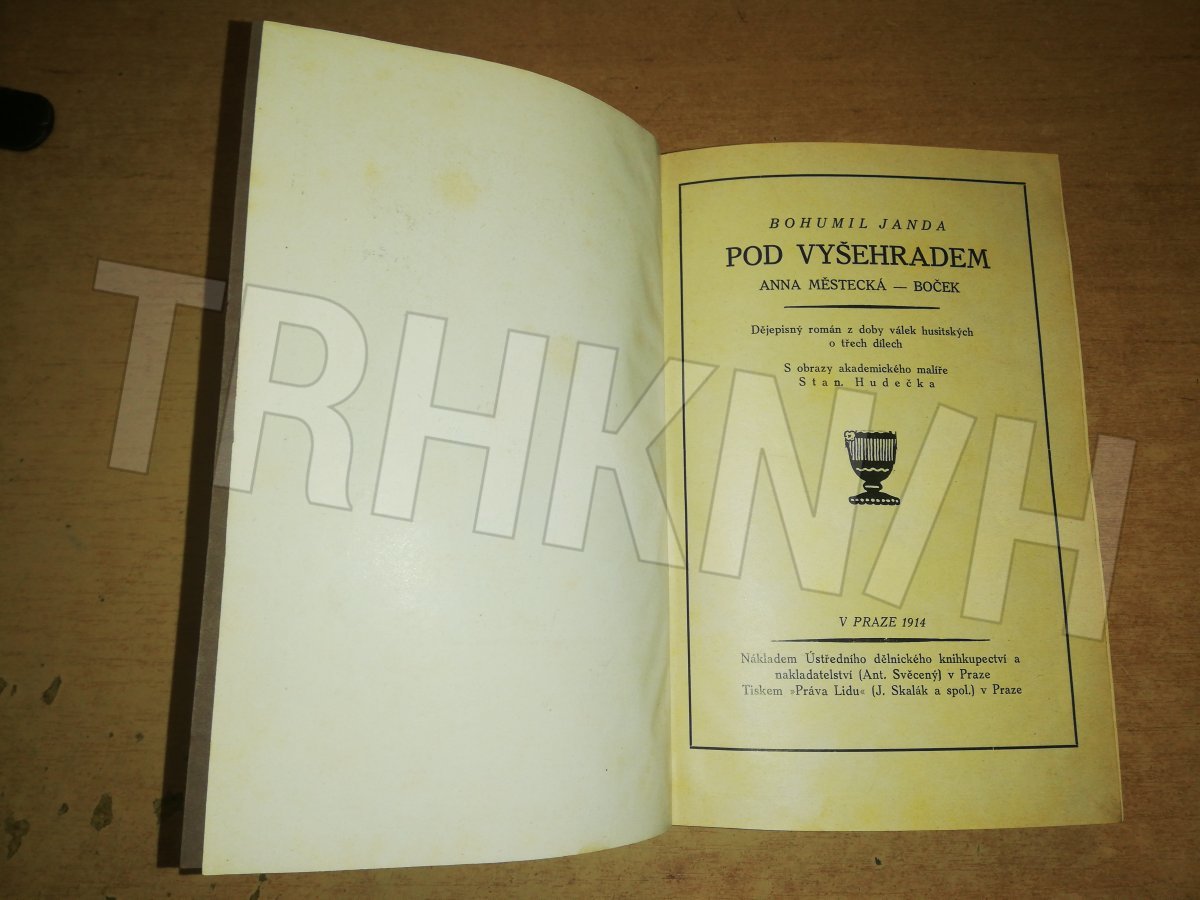 BOHUMIL JANDA
POD VYŠEHRADEM
ANNA MĚSTECKÁ — BOČEK
Dějepisný román z doby válek husitských
o třech dílech
S obrazy akademického malíře
Stan. Hudečka
V PRAZE 1914
Nákladem Ústředního dělnického knihkupectví a
nakladatelství (Ant. Svěcený) v Praze
Tiskem »Práva Lidu« (J. Skalák a spol.) v Praze
TRHKNIH